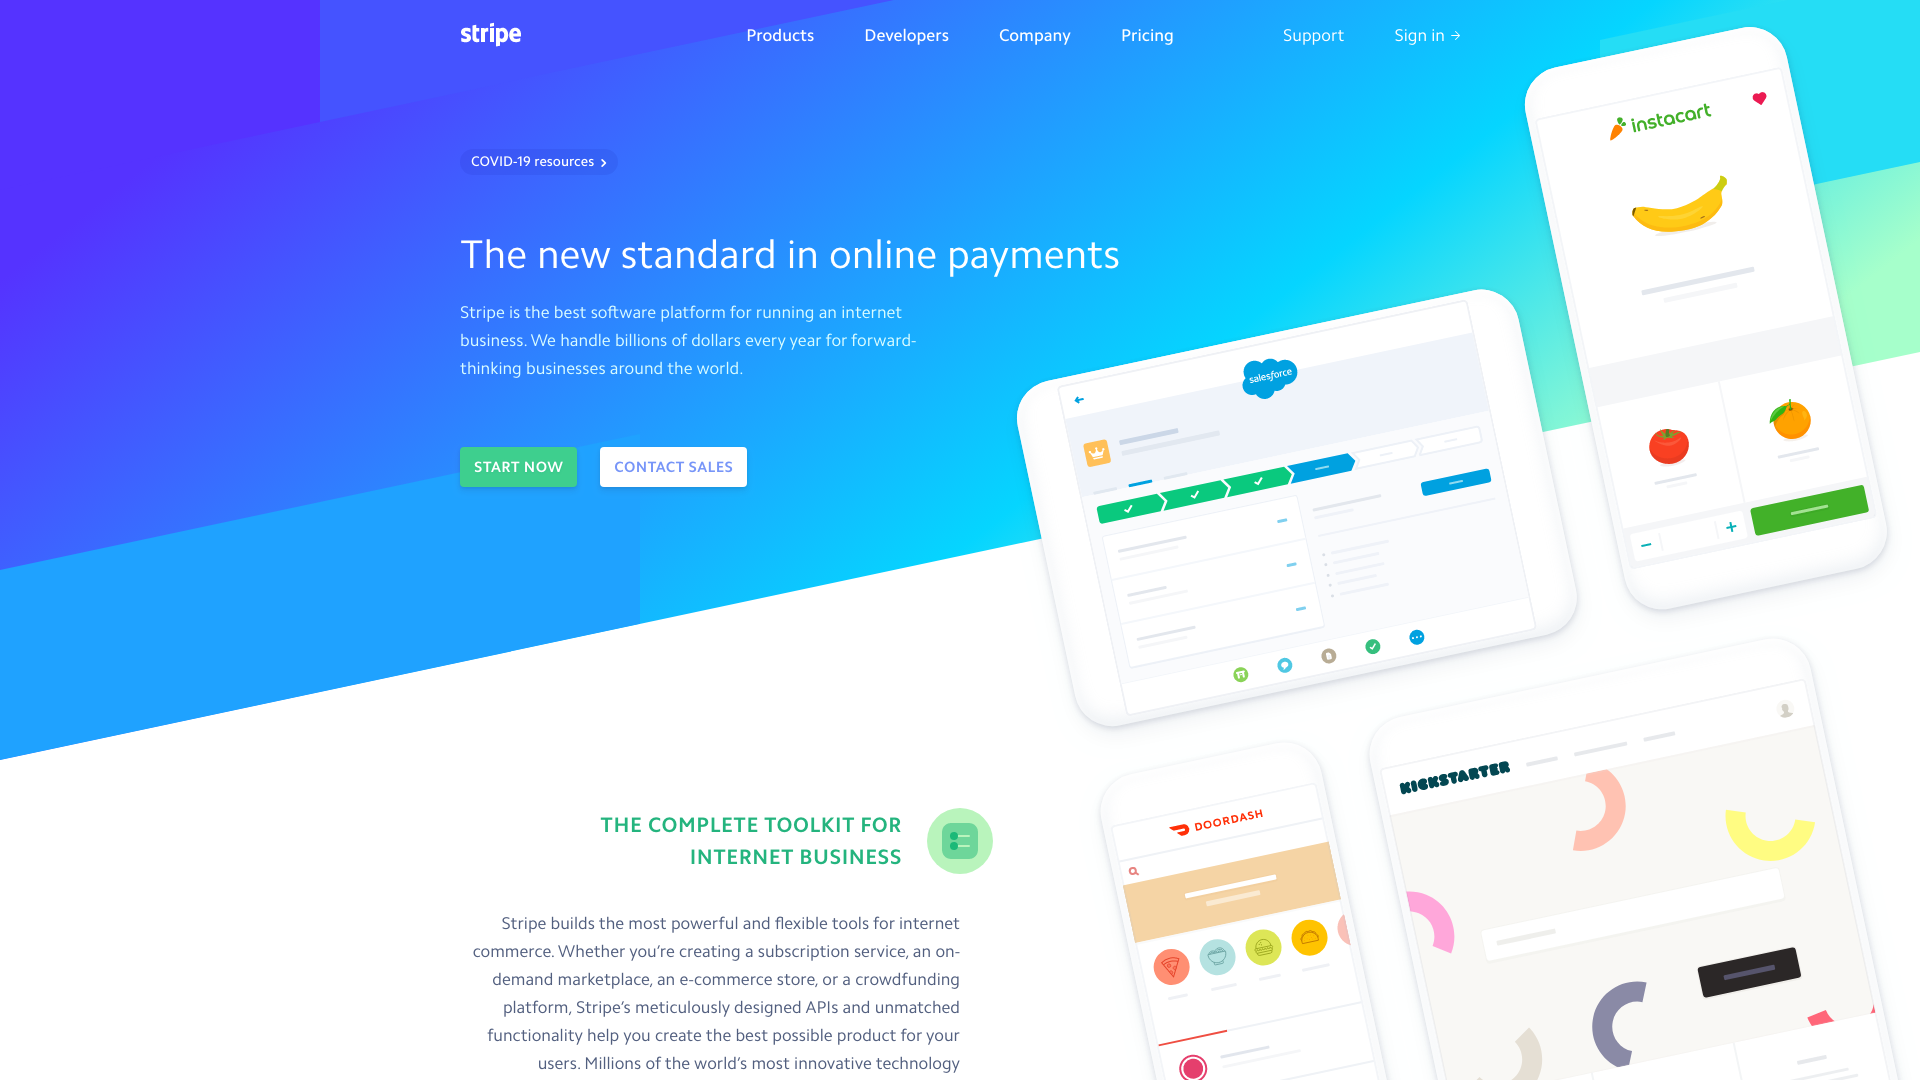 stripe
Products
Developers
Company
Pricing
Support
Sign in →
COVID-19 resources
The new standard in online payments
Stripe is the best software platform for running an internet
business. We handle billions of dollars every year for forward-
thinking businesses around the world.
START NOW
CONTACT SALES
instacart
salesforce
KICKSTARTER
DOORDASH
THE COMPLETE TOOLKIT FOR
INTERNET BUSINESS
Stripe builds the most powerful and flexible tools for internet
commerce. Whether you’re creating a subscription service, an on-
demand marketplace, an e-commerce store, or a crowdfunding
platform, Stripe’s meticulously designed APIs and unmatched
functionality help you create the best possible product for your
users. Millions of the world’s most innovative technology